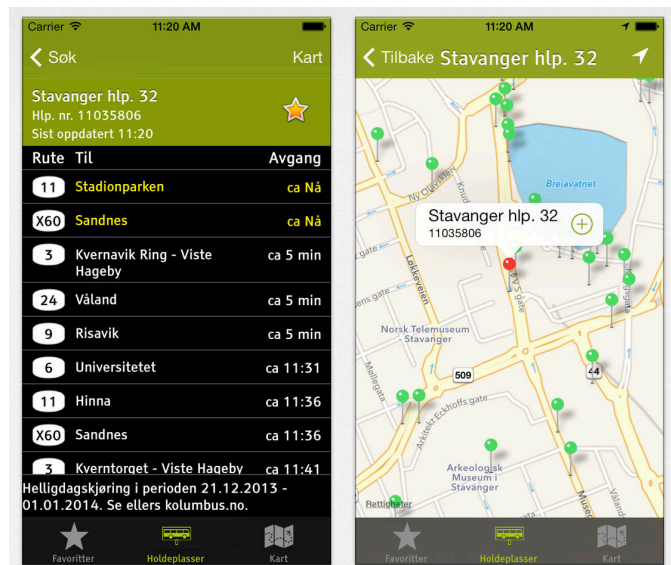 Carrier 11:20 AM
Søk Kart
Stavanger hlp. 32
Hlp. nr. 11035806
Sist oppdatert 11:20
Rute Til Avgang
11 Stadionparken ca Nå
X60 Sandnes ca Nå
3 Kvernavik Ring - Viste Hageby ca 5 min
24 Våland ca 5 min
9 Risavik ca 5 min
6 Universitetet ca 11:31
11 Hinna ca 11:36
X60 Sandnes ca 11:36
3 Kverntorget - Viste Hageby ca 11:41
Helligdagskjøring i perioden 21.12.2013 -
01.01.2014. Se ellers kolumbus.no.
Favoritter Holdeplasser Kart
Carrier 11:20 AM
Tilbake Stavanger hlp. 32
Breiavatnet
Ny Olavskleiv
Stavanger hlp. 32
11035806
Løkkeveien
Norsk Telemuseum
- Stavanger
509
44
Møllegata
Arkitekt Eckhoffs gate
Arkeologisk
Museum i
Stavanger
Rettigheter
Favoritter Holdeplasser Kart